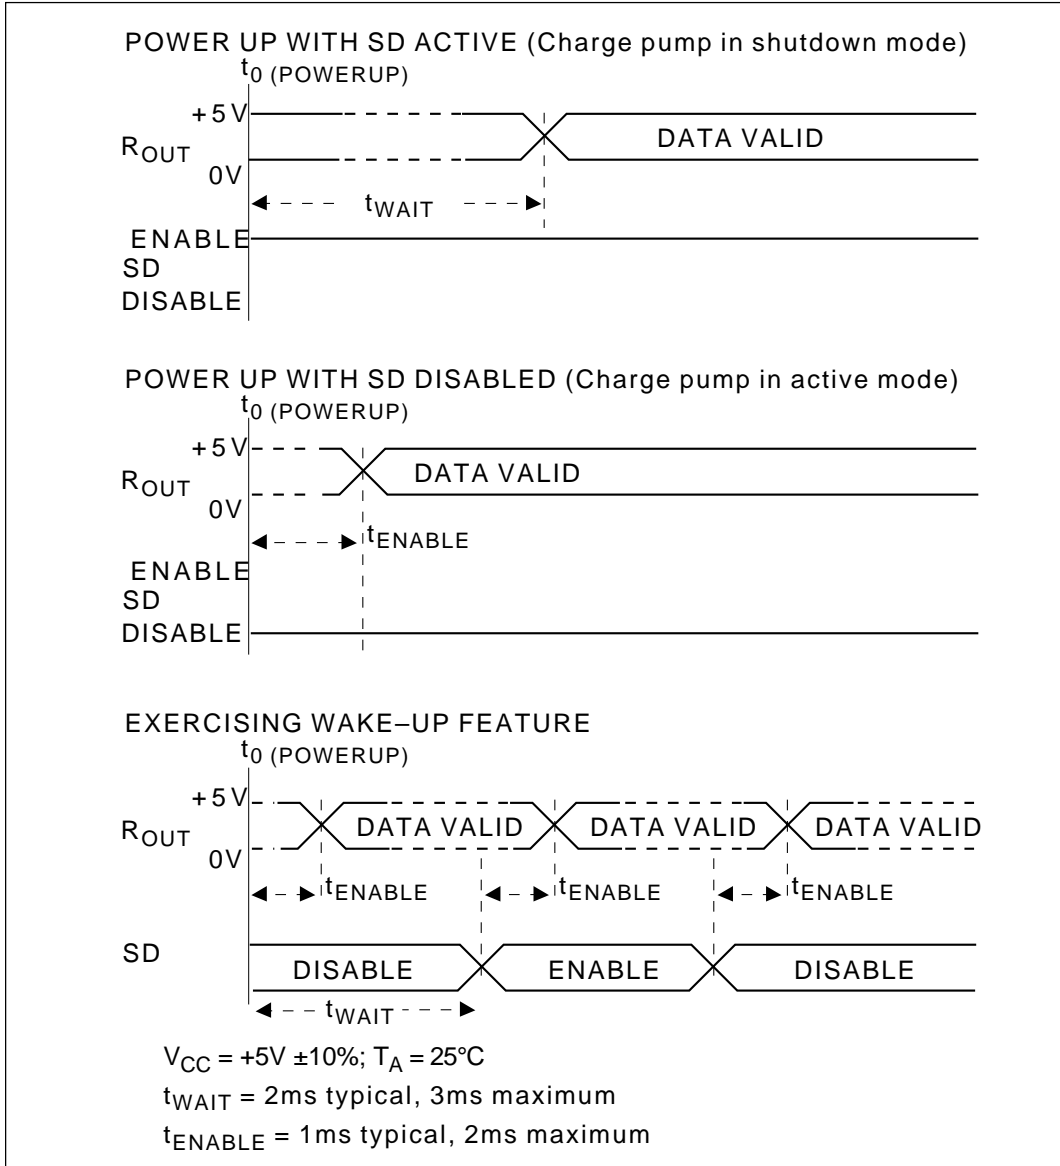 POWER UP WITH SD ACTIVE (Charge pump in shutdown mode)
t0 (POWERUP)
+5V
ROUT
DATA VALID
0V
tWAIT
ENABLE
SD
DISABLE
POWER UP WITH SD DISABLED (Charge pump in active mode)
t0 (POWERUP)
+5V
ROUT
DATA VALID
0V
tENABLE
ENABLE
SD
DISABLE
EXERCISING WAKE–UP FEATURE
t0 (POWERUP)
+5V
ROUT
DATA VALID DATA VALID DATA VALID
0V
tENABLE tENABLE tENABLE
SD
DISABLE ENABLE DISABLE
tWAIT
VCC = +5V ±10%; TA = 25°C
tWAIT = 2ms typical, 3ms maximum
tENABLE = 1ms typical, 2ms maximum